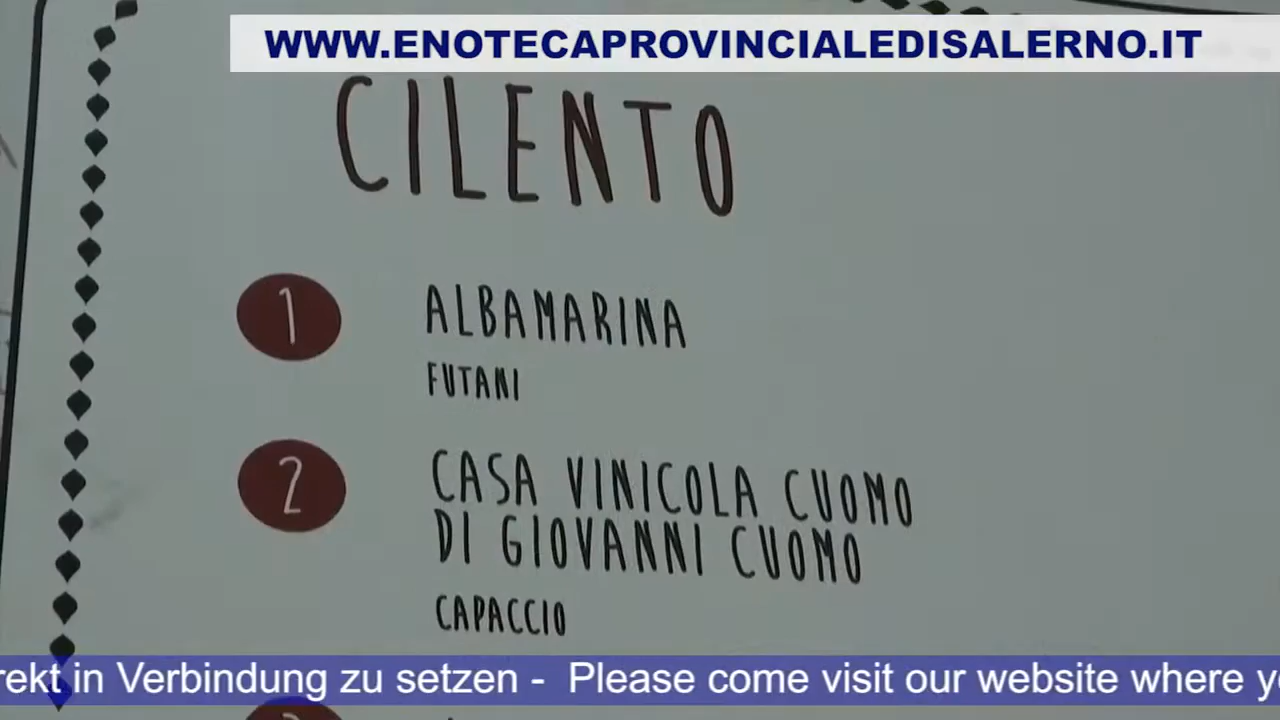 WWW.ENOTECAPROVINCIALEDISALERNO.IT
CILENTO
1
ALBAMARINA
FUTANI
2
CASA VINICOLA CUOMO
DI GIOVANNI CUOMO
CAPACCIO
in Verbindung zu setzen - Please come visit our website where